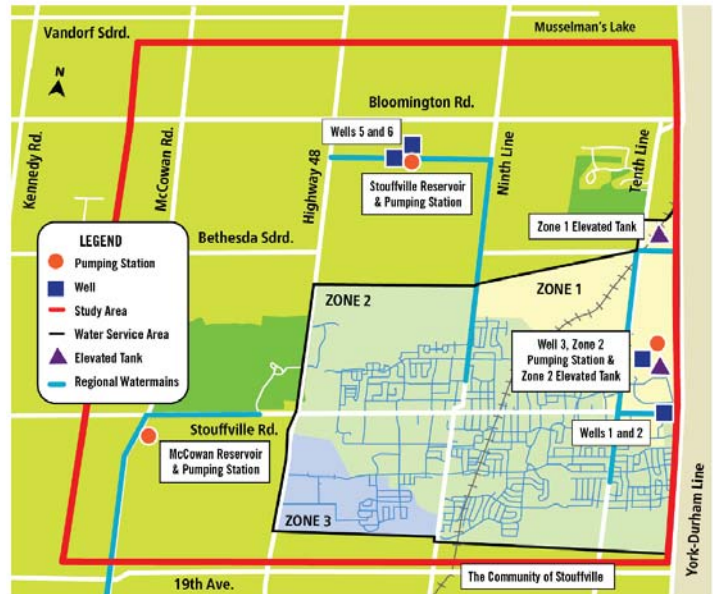 Vandorf Sdrd.
Musselman's Lake
N
Bloomington Rd.
Wells 5 and 6
Kennedy Rd.
McCowan Rd.
Highway 48
Ninth Line
Tenth Line
Stouffville Reservoir
& Pumping Station
Zone 1 Elevated Tank
Bethesda Sdrd.
LEGEND
Pumping Station
Well
Study Area
Water Service Area
Elevated Tank
Regional Watermains
ZONE 2
ZONE 1
Well 3, Zone 2
Pumping Station &
Zone 2 Elevated Tank
Stouffville Rd.
Wells 1 and 2
McCowan Reservoir
& Pumping Station
ZONE 3
York-Durham Line
The Community of Stouffville
19th Ave.